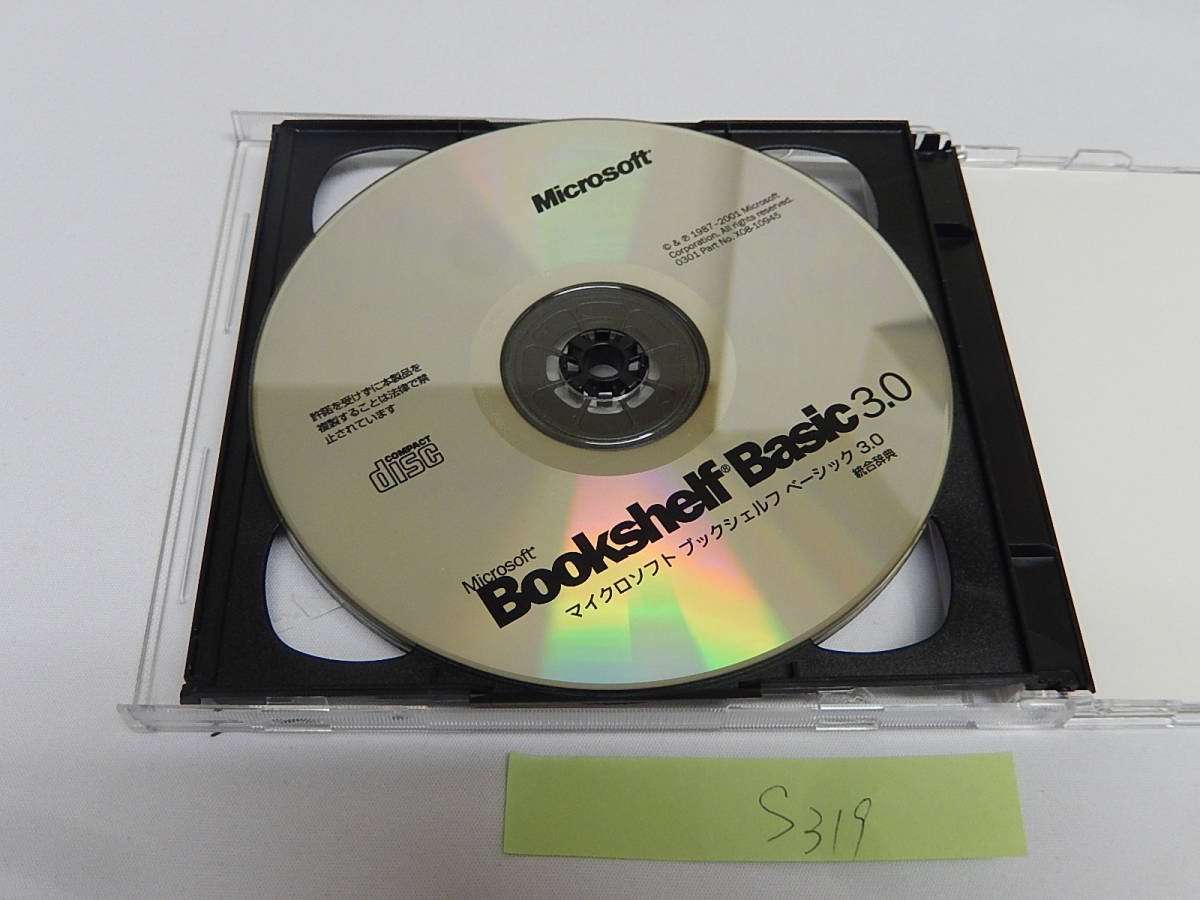 Microsoft
© & ℗ 1987-2001 Microsoft
Corporation. All rights reserved.
0301 Part No. X08-10945
許諾を受けずに本製品を
複製することは法律で禁
止されています
COMPACT
disc
Microsoft®
Bookshelf® Basic 3.0
マイクロソフト ブックシェルフ ベーシック 3.0
統合辞典
S319